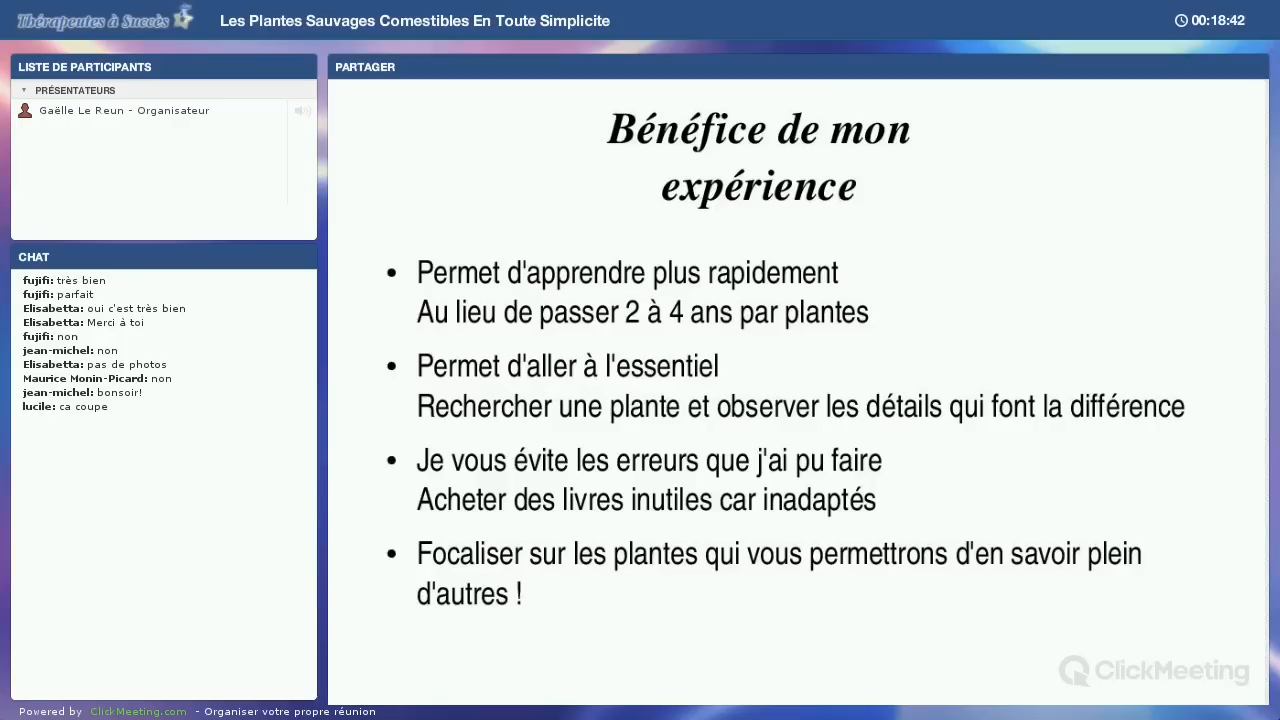 Thérapeutes à Succès
Les Plantes Sauvages Comestibles En Toute Simplicite
00:18:42
LISTE DE PARTICIPANTS
PRÉSENTATEURS
Gaëlle Le Reun - Organisateur
CHAT
fujifi: très bien
fujifi: parfait
Elisabetta: oui c'est très bien
Elisabetta: Merci à toi
fujifi: non
jean-michel: non
Elisabetta: pas de photos
Maurice Monin-Picard: non
jean-michel: bonsoir!
lucile: ca coupe
PARTAGER
Bénéfice de mon
expérience
• Permet d'apprendre plus rapidement
Au lieu de passer 2 à 4 ans par plantes
• Permet d'aller à l'essentiel
Rechercher une plante et observer les détails qui font la différence
• Je vous évite les erreurs que j'ai pu faire
Acheter des livres inutiles car inadaptés
• Focaliser sur les plantes qui vous permettrons d'en savoir plein
d'autres !
ClickMeeting
Powered by ClickMeeting.com - Organiser votre propre réunion